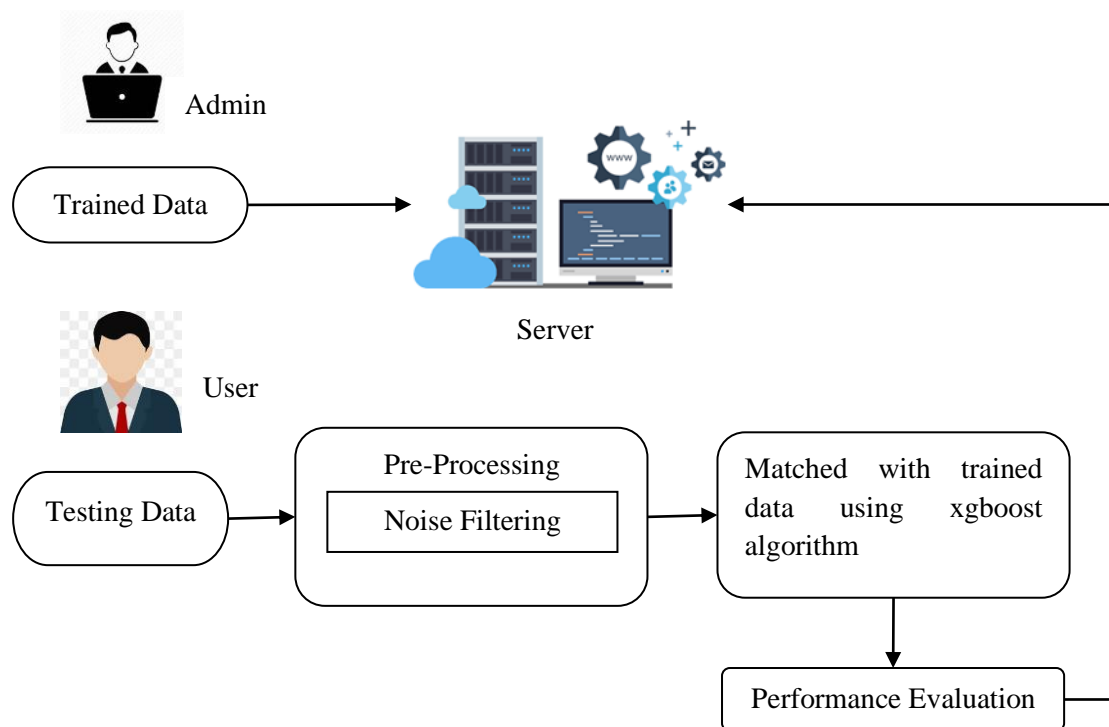 Admin
www
Trained Data
Server
User
Pre-Processing
Noise Filtering
Testing Data
Matched with trained
data using xgboost
algorithm
Performance Evaluation